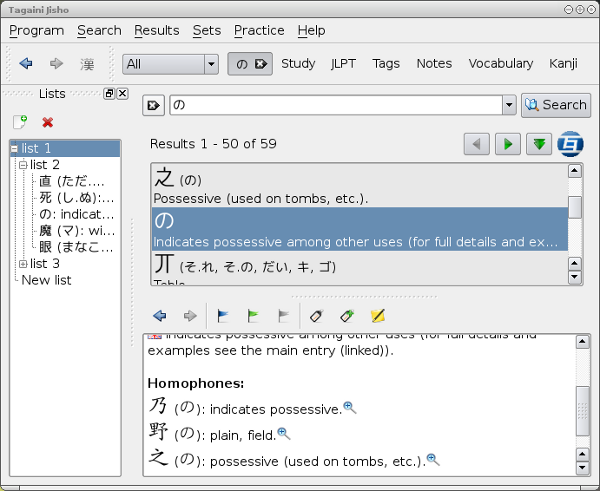 Tagaini Jisho
Program Search Results Sets Practice Help
漢 All の Study JLPT Tags Notes Vocabulary Kanji
Lists
list 1
list 2
直 (ただ....
死 (し.ぬ):...
の: indicat...
魔 (マ): wi...
眼 (まなこ...
list 3
New list
の Search
Results 1 - 50 of 59
之 (の)
Possessive (used on tombs, etc.).
の
Indicates possessive among other uses (for full details and ex...
丌 (そ.れ, そ.の, だい, キ, ゴ)
Table
indicates possessive among other uses (for full details and
examples see the main entry (linked)).
Homophones:
乃 (の): indicates possessive.
野 (の): plain, field.
之 (の): possessive (used on tombs, etc.).